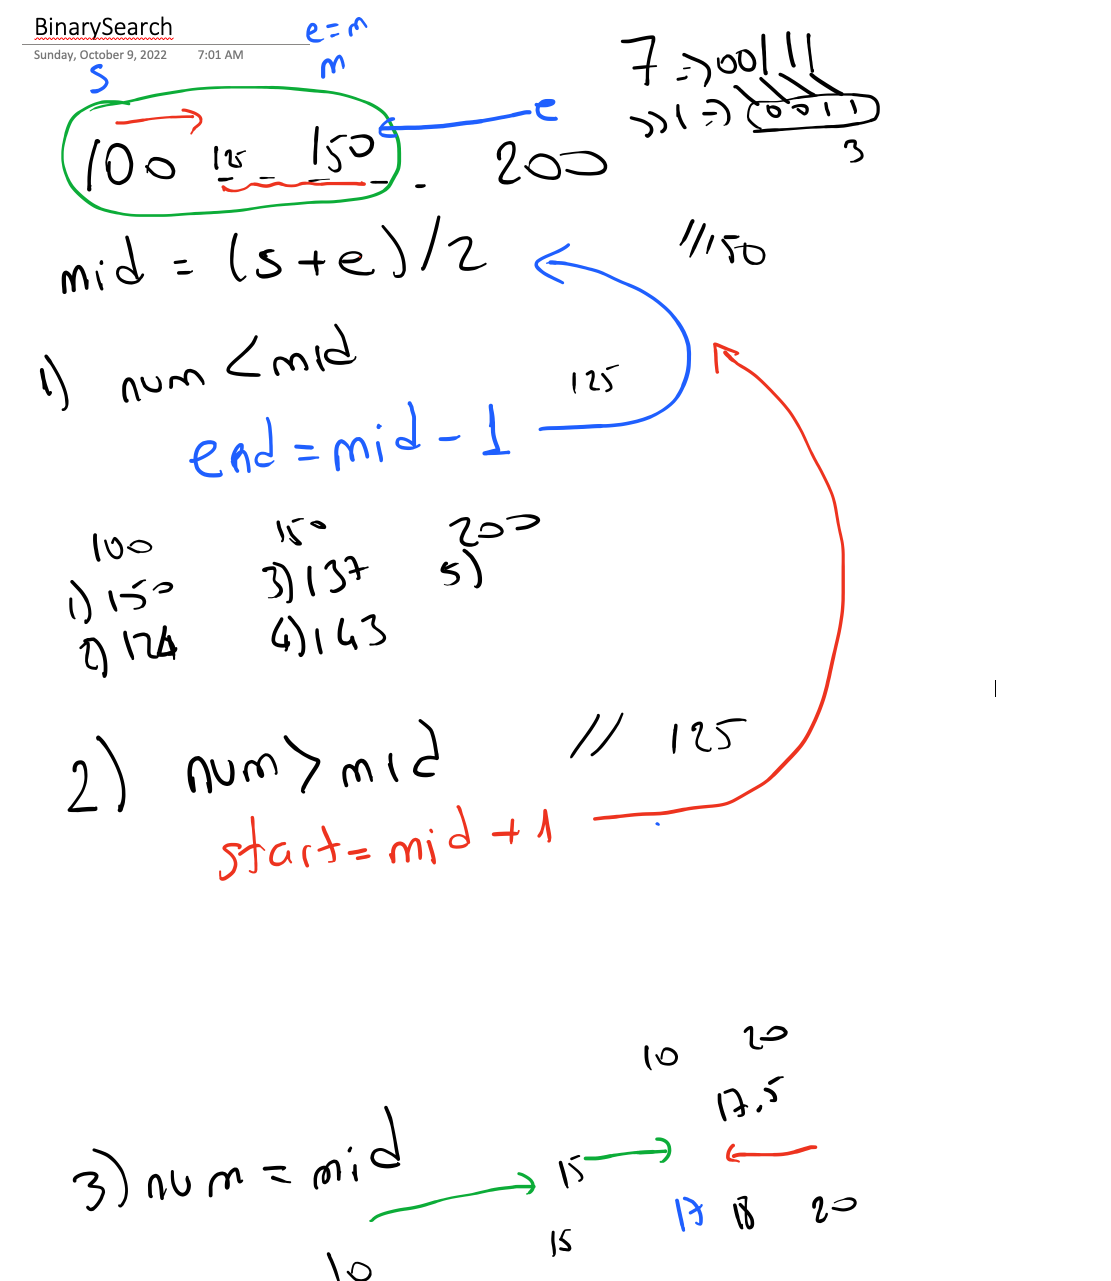 BinarySearch
Sunday, October 9, 2022 7:01 AM
e=m
s m e
100 125 - 150 - . 200
7 => 00111
>>1 => 0011
3
mid = (s+e)/2 //150
1) num < mid
125
end = mid - 1
100 150 200
1) 150 3) 137 5)
2) 124 4) 143
2) num > mid // 125
start = mid + 1
10 20
17.5
3) num = mid 15
10 15 17 18 20